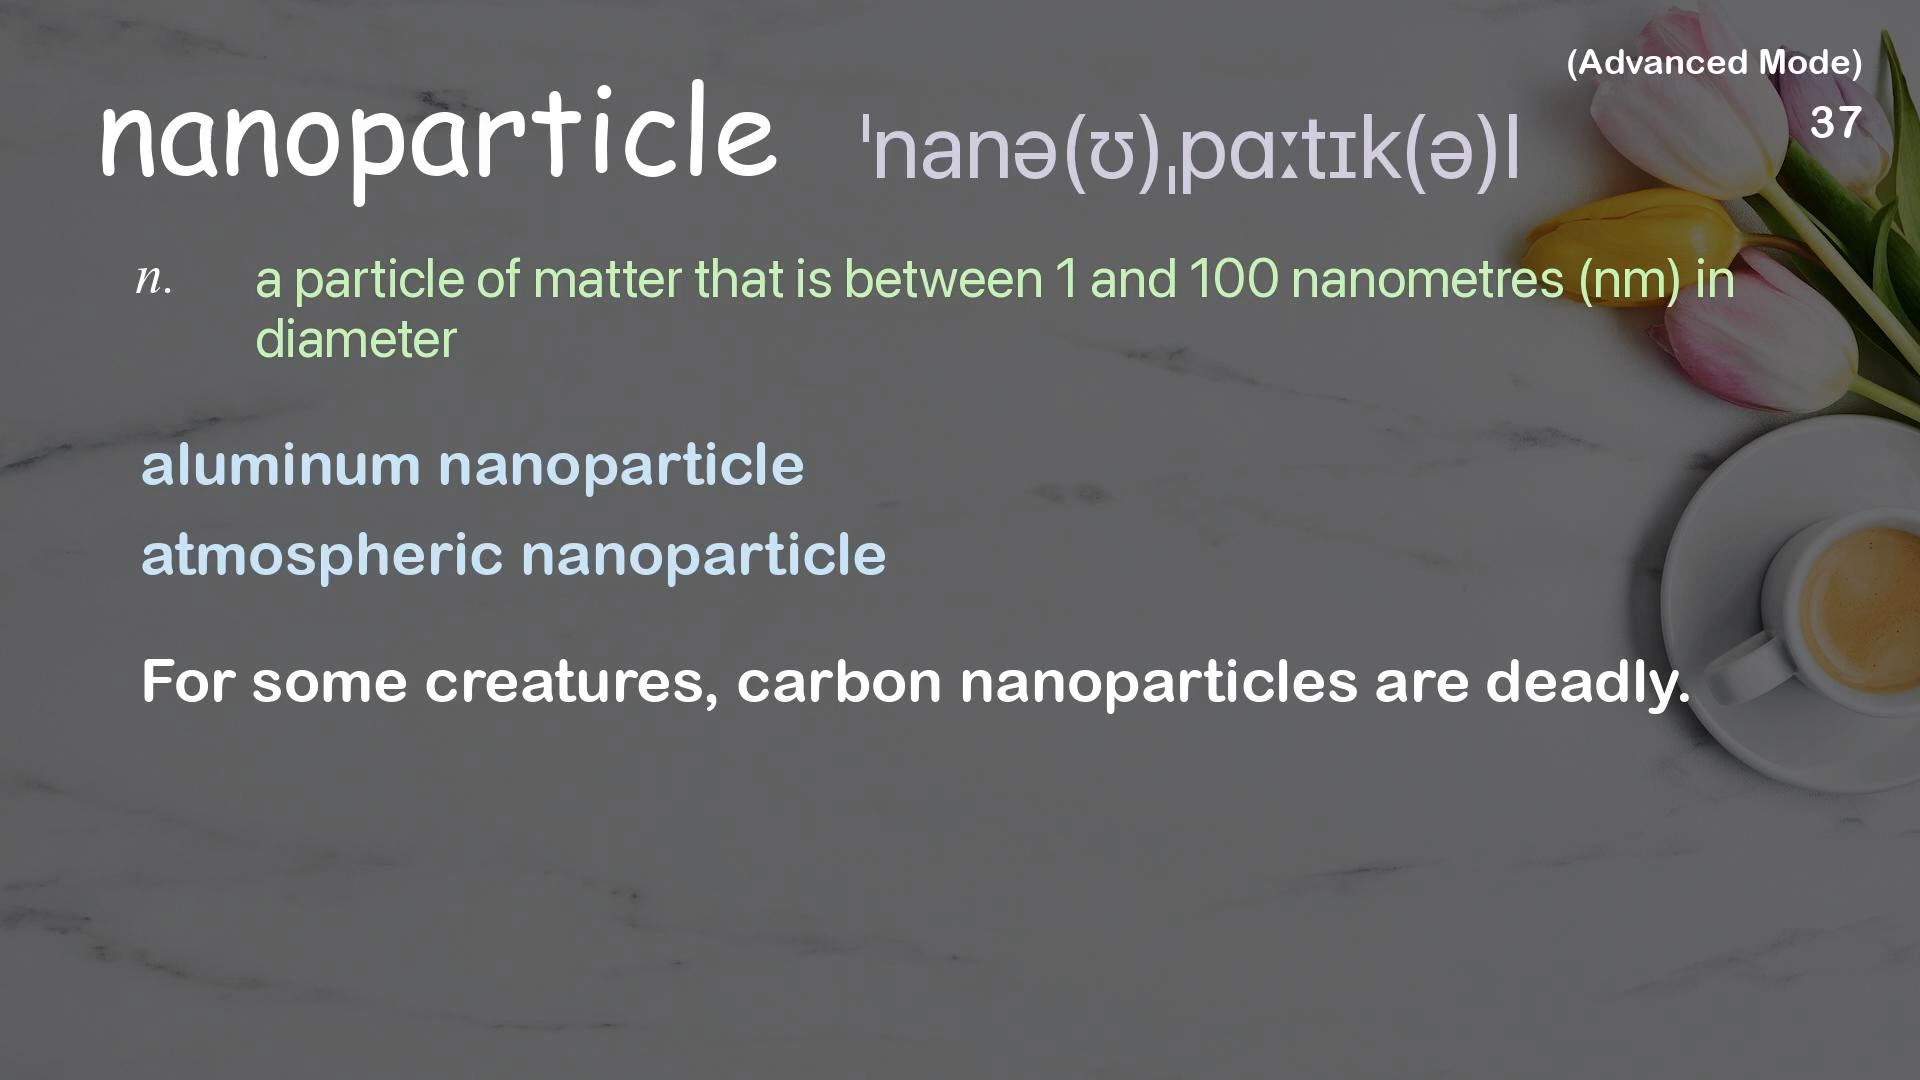 (Advanced Mode)
nanoparticle ˈnanə(ʊ)ˌpɑːtɪk(ə)l
37
n. a particle of matter that is between 1 and 100 nanometres (nm) in
diameter
aluminum nanoparticle
atmospheric nanoparticle
For some creatures, carbon nanoparticles are deadly.